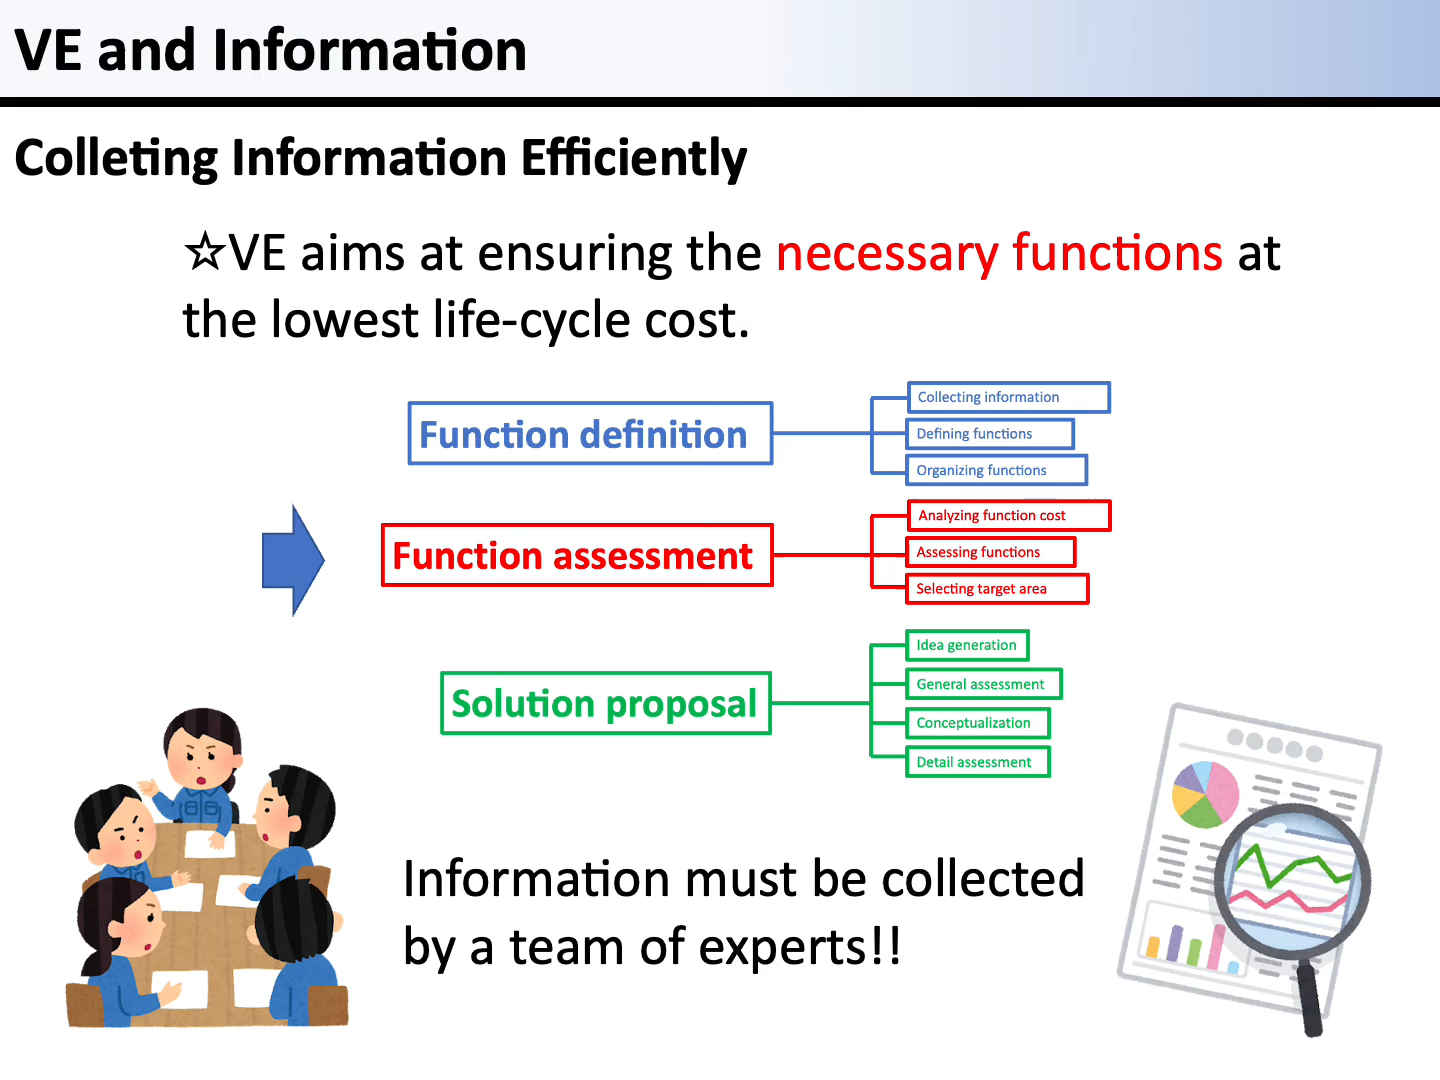 VE and Information
Colleting Information Efficiently
☆VE aims at ensuring the necessary functions at
the lowest life-cycle cost.
Function definition
Collecting information
Defining functions
Organizing functions
Function assessment
Analyzing function cost
Assessing functions
Selecting target area
Solution proposal
Idea generation
General assessment
Conceptualization
Detail assessment
Information must be collected
by a team of experts!!